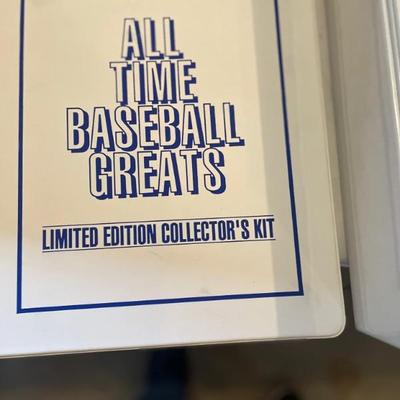 ALL
TIME
BASEBALL
GREATS
LIMITED EDITION COLLECTOR'S KIT